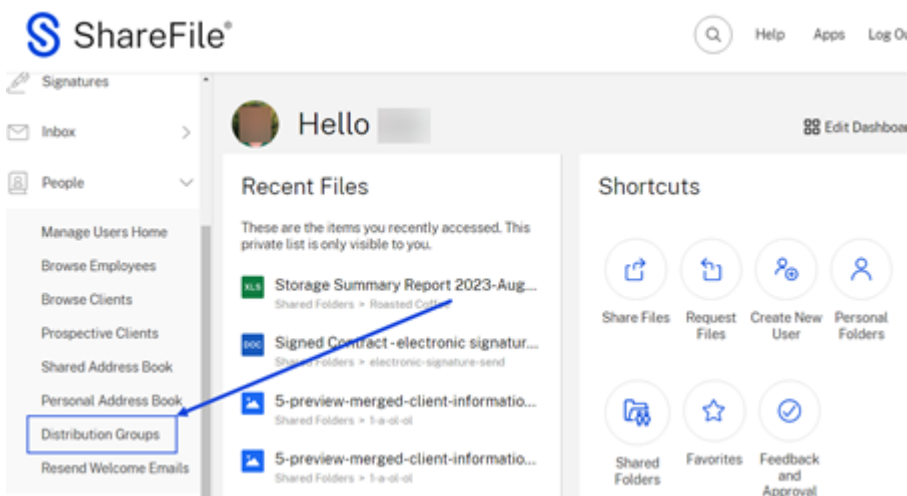 ShareFile®
Help
Apps
Log Ou
Signatures
Inbox
People
Manage Users Home
Browse Employees
Browse Clients
Prospective Clients
Shared Address Book
Personal Address Book
Distribution Groups
Resend Welcome Emails
Hello
Edit Dashboar
Recent Files
These are the items you recently accessed. This
private list is only visible to you.
XLS
Storage Summary Report 2023-Aug...
Shared Folders > Roasted Coffee
DOC
Signed Contract - electronic signatur...
Shared Folders > electronic-signature-send
5-preview-merged-client-informatio...
Shared Folders > 1-a-ol-ol
5-preview-merged-client-informatio...
Shared Folders > 1-a-ol-ol
Shortcuts
Share Files
Request
Files
Create New
User
Personal
Folders
Shared
Folders
Favorites
Feedback
and
Approval